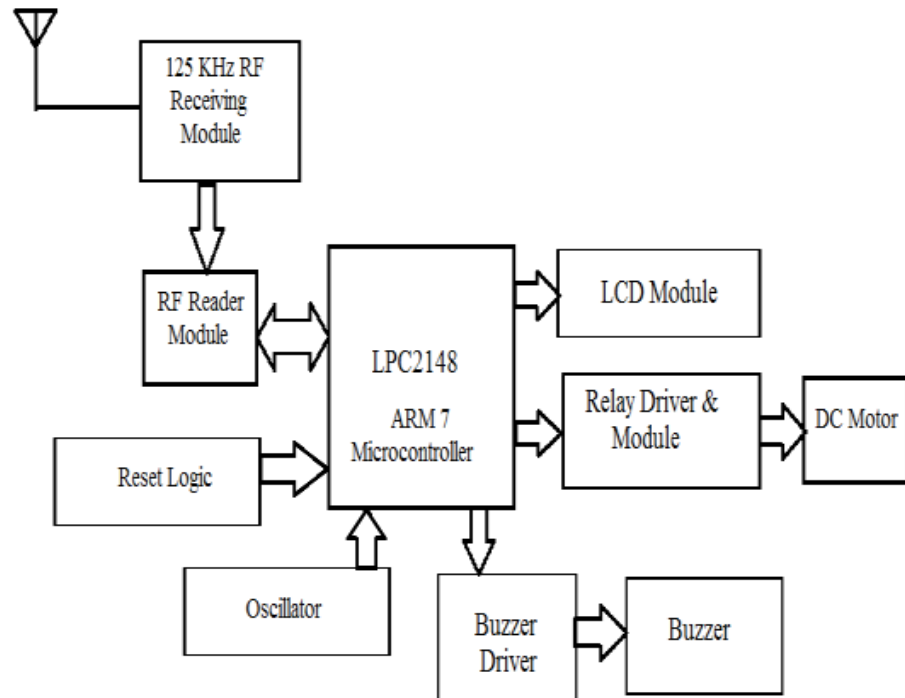 125 KHz RF
Receiving
Module
RF Reader
Module
LPC2148
ARM 7
Microcontroller
LCD Module
Relay Driver &
Module
DC Motor
Reset Logic
Oscillator
Buzzer
Driver
Buzzer